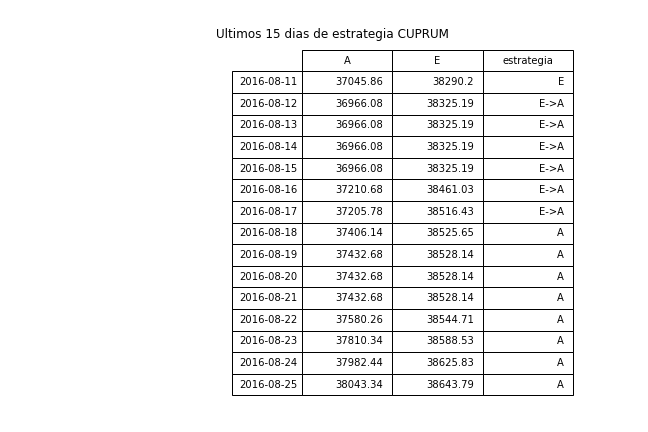 Ultimos 15 dias de estrategia CUPRUM
A E estrategia
2016-08-11 37045.86 38290.2 E
2016-08-12 36966.08 38325.19 E->A
2016-08-13 36966.08 38325.19 E->A
2016-08-14 36966.08 38325.19 E->A
2016-08-15 36966.08 38325.19 E->A
2016-08-16 37210.68 38461.03 E->A
2016-08-17 37205.78 38516.43 E->A
2016-08-18 37406.14 38525.65 A
2016-08-19 37432.68 38528.14 A
2016-08-20 37432.68 38528.14 A
2016-08-21 37432.68 38528.14 A
2016-08-22 37580.26 38544.71 A
2016-08-23 37810.34 38588.53 A
2016-08-24 37982.44 38625.83 A
2016-08-25 38043.34 38643.79 A